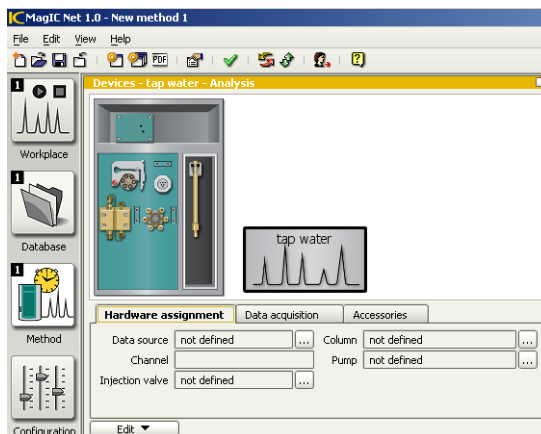 MagIC Net 1.0 - New method 1
File Edit View Help
PDF
Devices - tap water - Analysis
1
Workplace
1
Database
1
Method
Configuration
tap water
Hardware assignment Data acquisition Accessories
Data source not defined ... Column not defined ...
Channel Pump not defined ...
Injection valve not defined ...
Edit